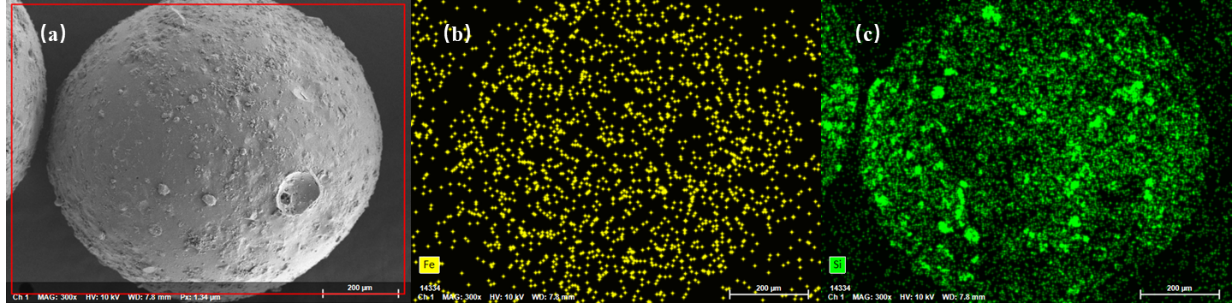 (a)
200 µm
Ch 1 MAG: 300x HV: 10 kV WD: 7.8 mm Px: 1.34 µm
(b)
Fe
14334
200 µm
Ch 1 MAG: 300x HV: 10 kV WD: 7.8 mm
(c)
Si
14334
200 µm
Ch 1 MAG: 300x HV: 10 kV WD: 7.8 mm